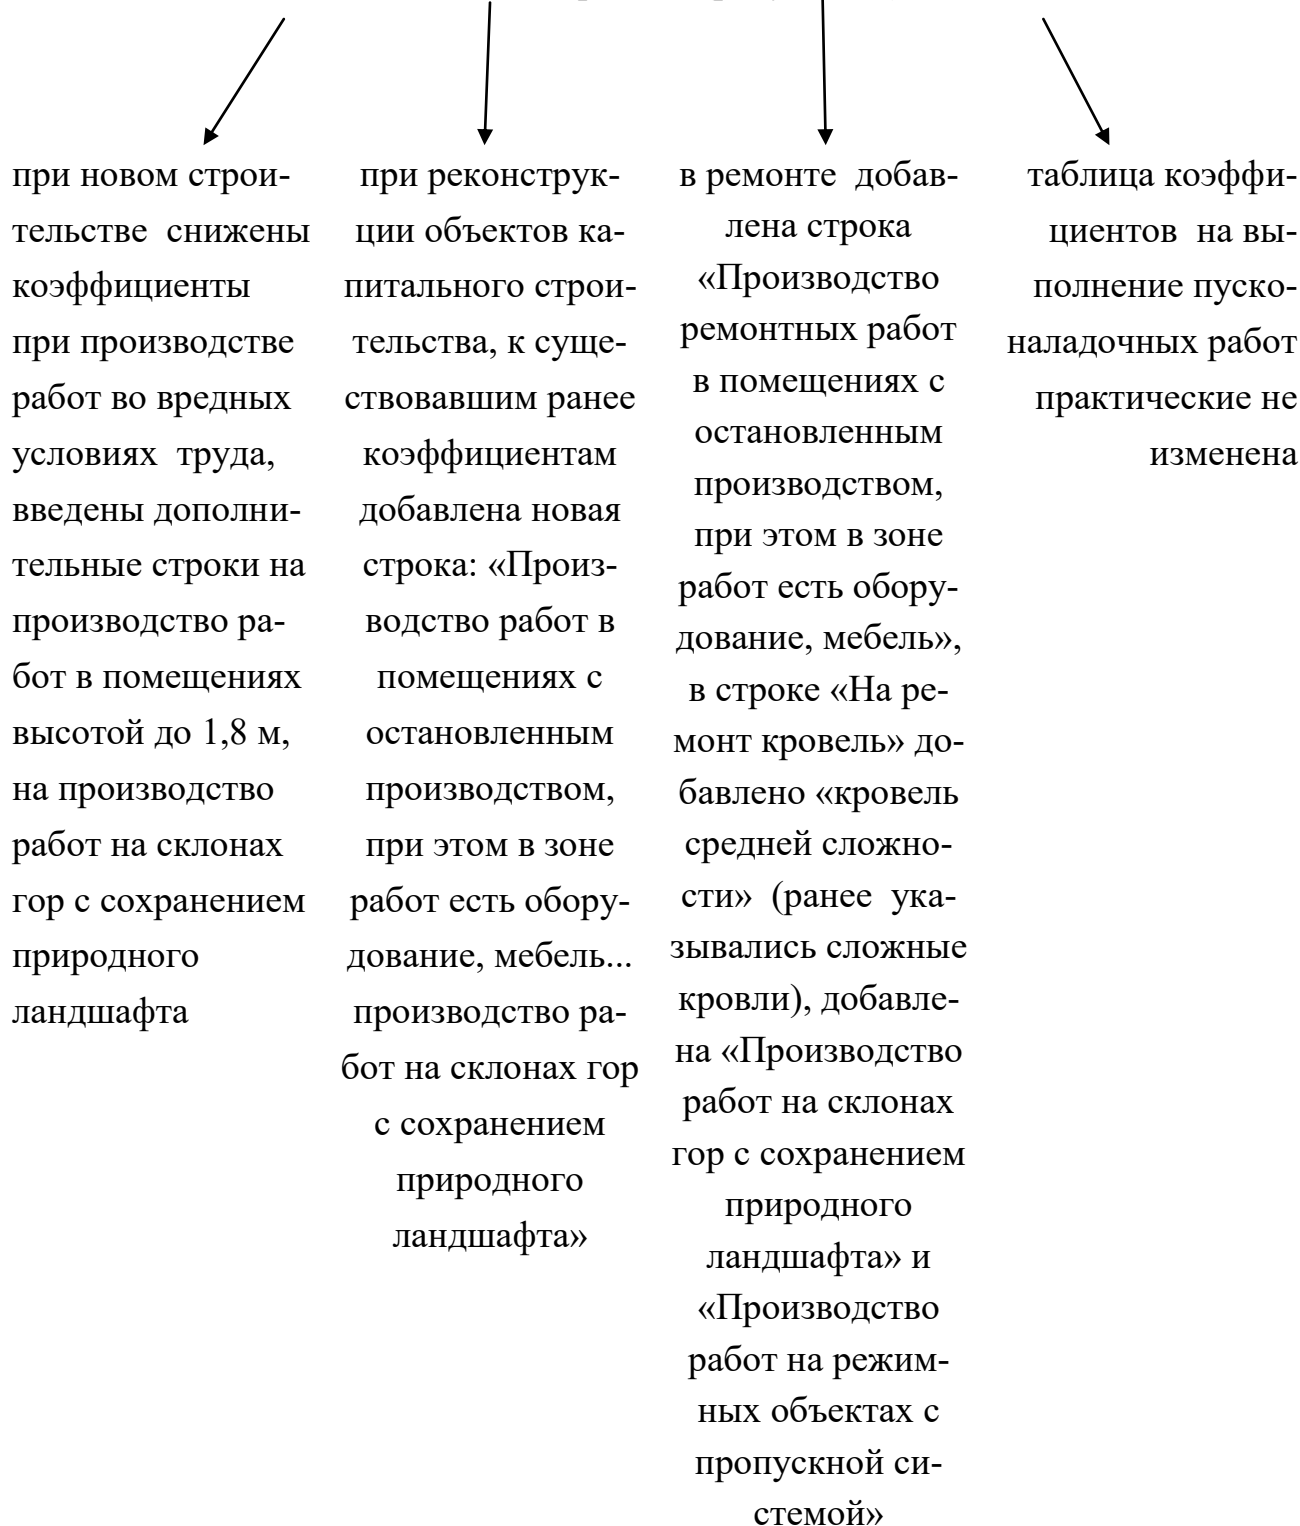 при новом строи-
тельстве снижены
коэффициенты
при производстве
работ во вредных
условиях труда,
введены дополни-
тельные строки на
производство ра-
бот в помещениях
высотой до 1,8 м,
на производство
работ на склонах
гор с сохранением
природного
ландшафта
при реконструк-
ции объектов ка-
питального строи-
тельства, к суще-
ствовавшим ранее
коэффициентам
добавлена новая
строка: «Произ-
водство работ в
помещениях с
остановленным
производством,
при этом в зоне
работ есть обору-
дование, мебель...
производство ра-
бот на склонах гор
с сохранением
природного
ландшафта»
в ремонте добав-
лена строка
«Производство
ремонтных работ
в помещениях с
остановленным
производством,
при этом в зоне
работ есть обору-
дование, мебель»,
в строке «На ре-
монт кровель» до-
бавлено «кровель
средней сложно-
сти» (ранее ука-
зывались сложные
кровли), добавле-
на «Производство
работ на склонах
гор с сохранением
природного
ландшафта» и
«Производство
работ на режим-
ных объектах с
пропускной си-
стемой»
таблица коэффи-
циентов на вы-
полнение пуско-
наладочных работ
практические не
изменена